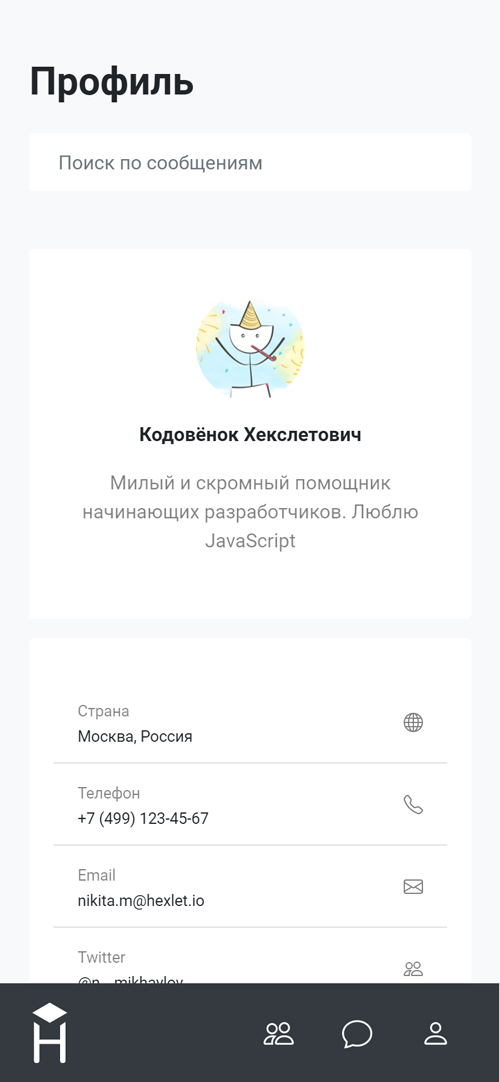 Профиль
Поиск по сообщениям
Кодовёнок Хекслетович
Милый и скромный помощник
начинающих разработчиков. Люблю
JavaScript
Страна
Москва, Россия
Телефон
+7 (499) 123-45-67
Email
nikita.m@hexlet.io
Twitter
H